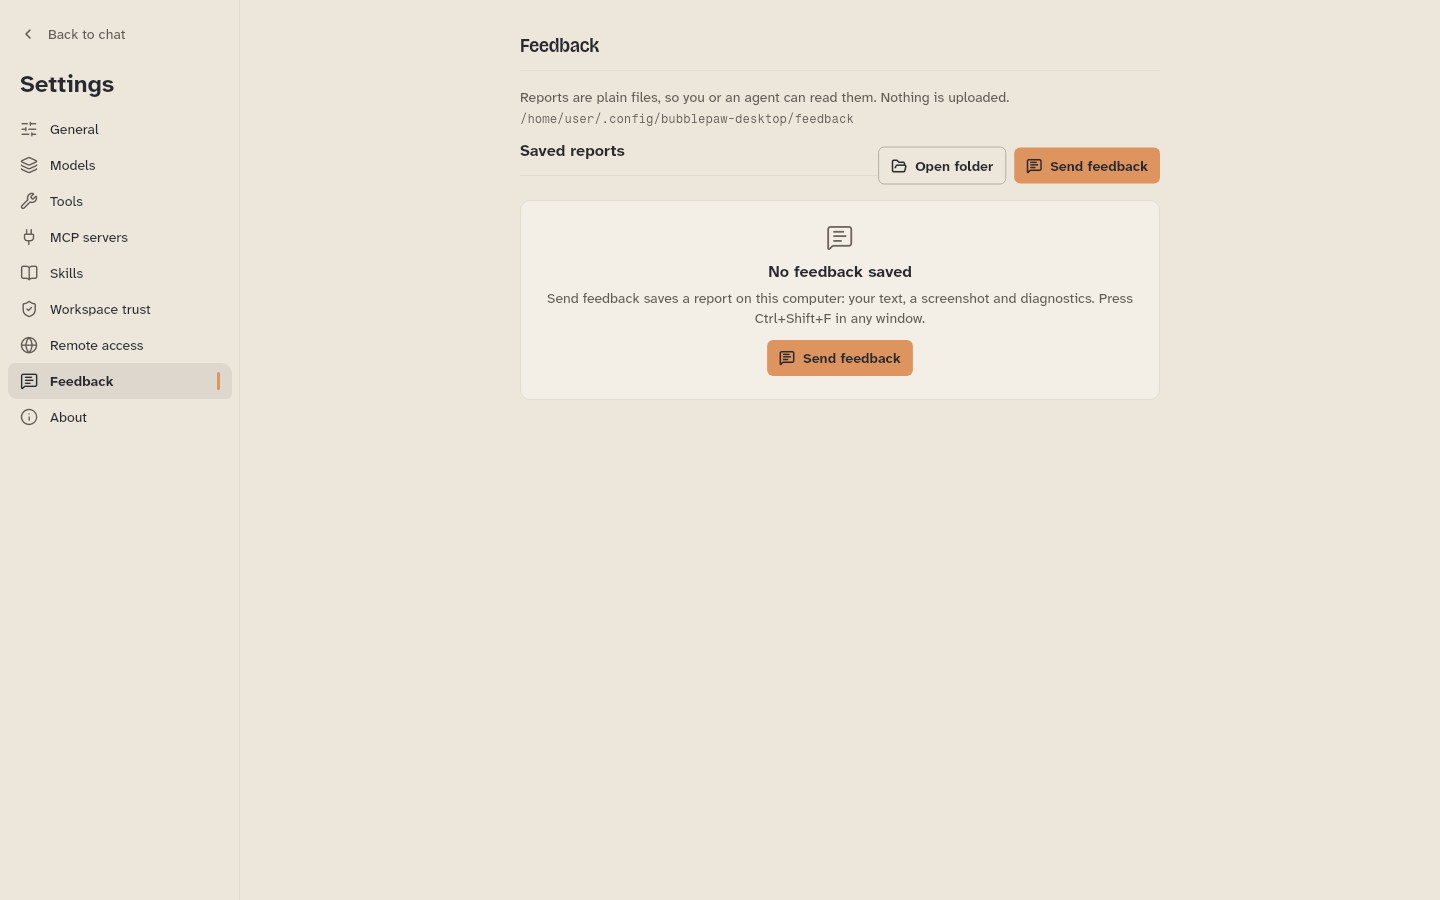 Back to chat
Settings
General
Models
Tools
MCP servers
Skills
Workspace trust
Remote access
Feedback
About
Feedback
Reports are plain files, so you or an agent can read them. Nothing is uploaded.
/home/user/.config/bubblepaw-desktop/feedback
Saved reports
Open folder
Send feedback
No feedback saved
Send feedback saves a report on this computer: your text, a screenshot and diagnostics. Press
Ctrl+Shift+F in any window.
Send feedback